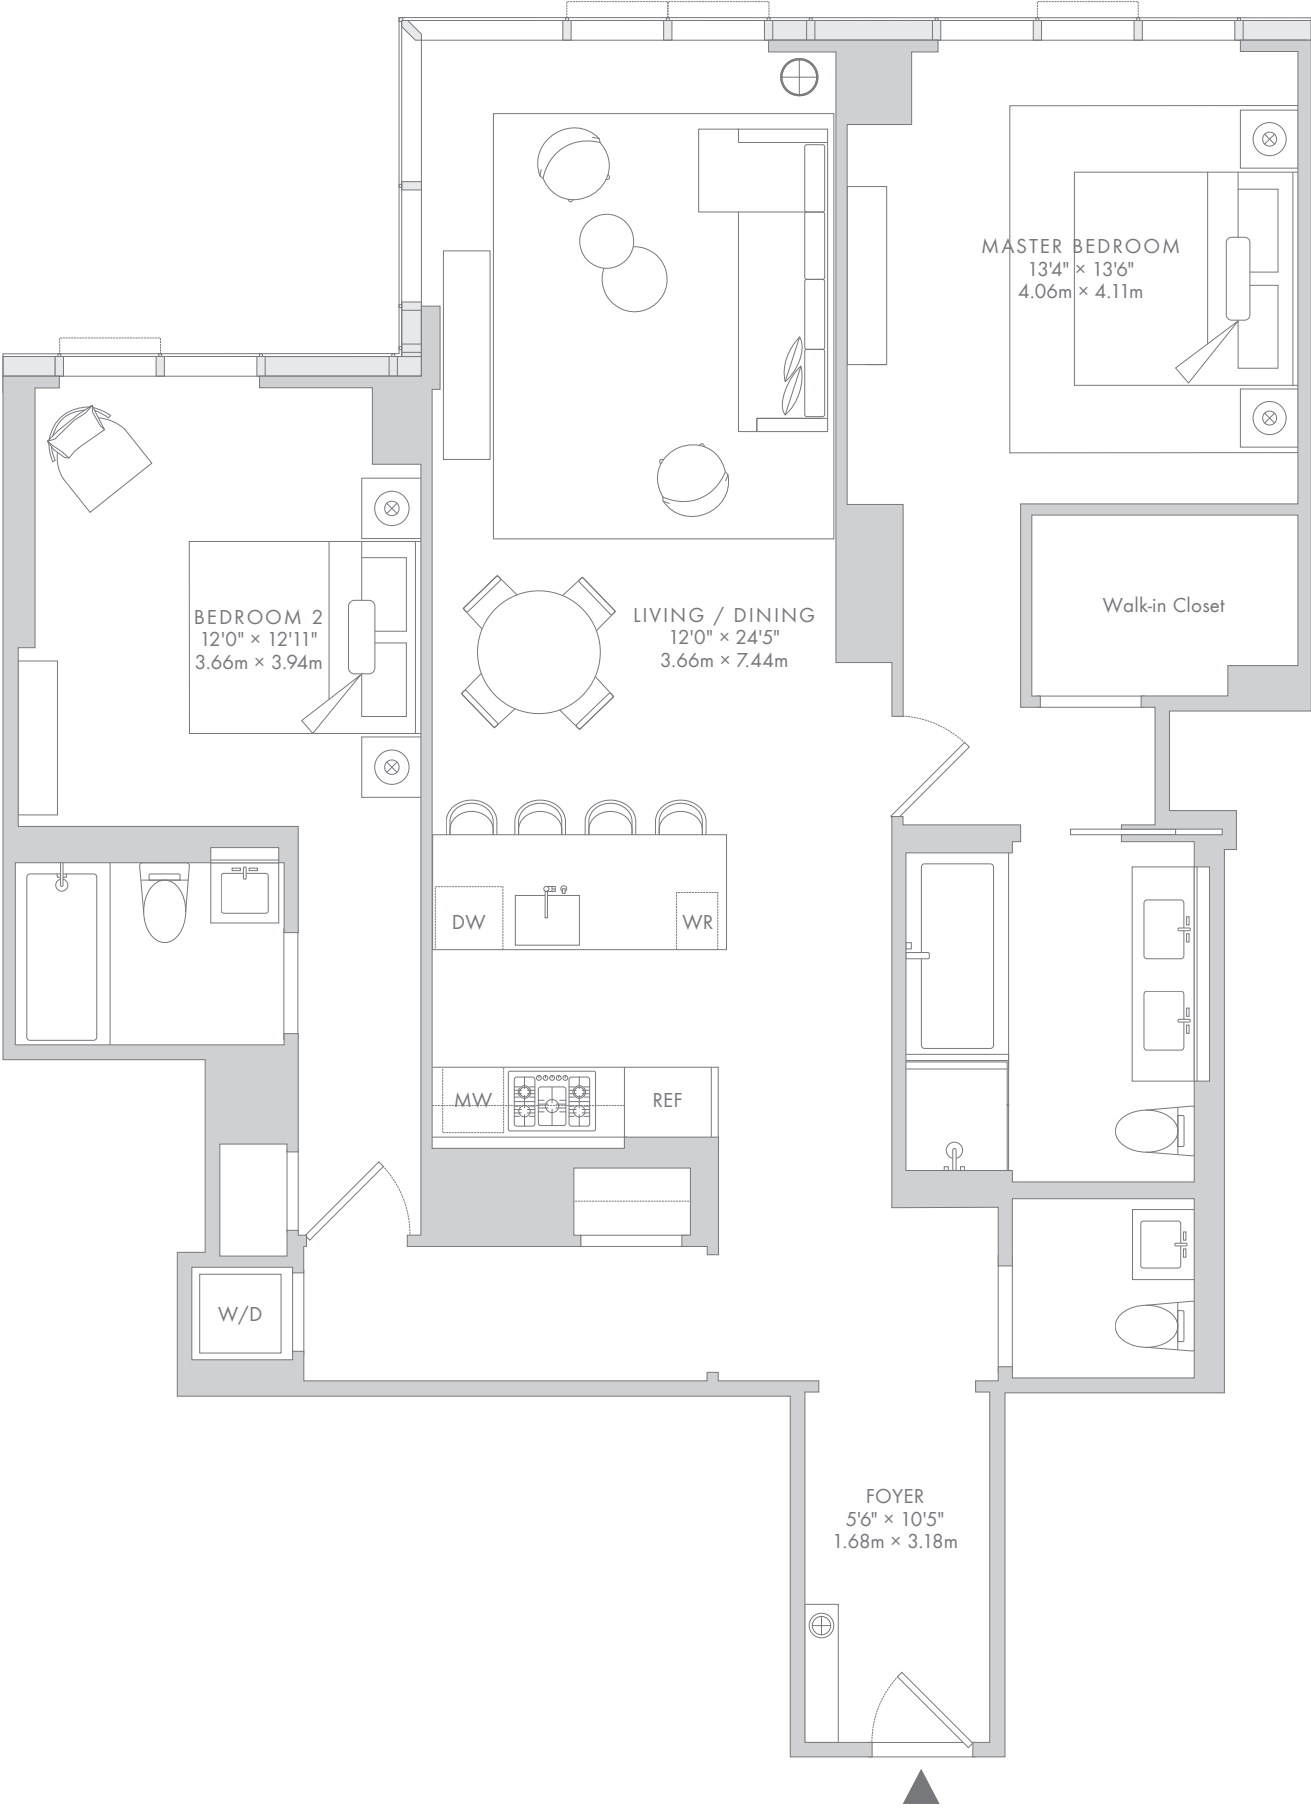 MASTER BEDROOM
13'4" × 13'6"
4.06m × 4.11m
BEDROOM 2
12'0" × 12'11"
3.66m × 3.94m
LIVING / DINING
12'0" × 24'5"
3.66m × 7.44m
Walk-in Closet
DW
WR
MW
REF
W/D
FOYER
5'6" × 10'5"
1.68m × 3.18m